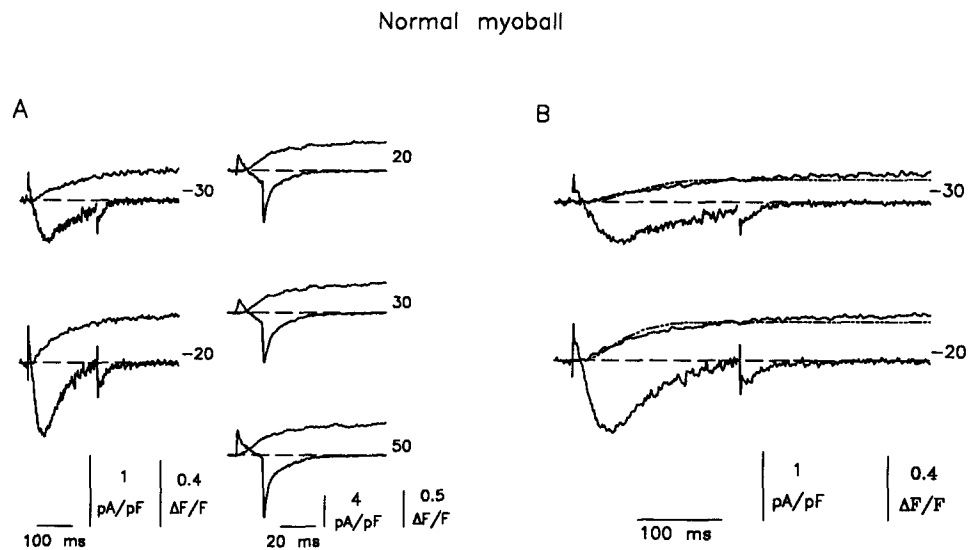 Normal myoball
A
B
-30
20
-30
-20
30
-20
50
1
pA/pF
0.4
ΔF/F
100 ms
4
pA/pF
0.5
ΔF/F
20 ms
1
pA/pF
0.4
ΔF/F
100 ms